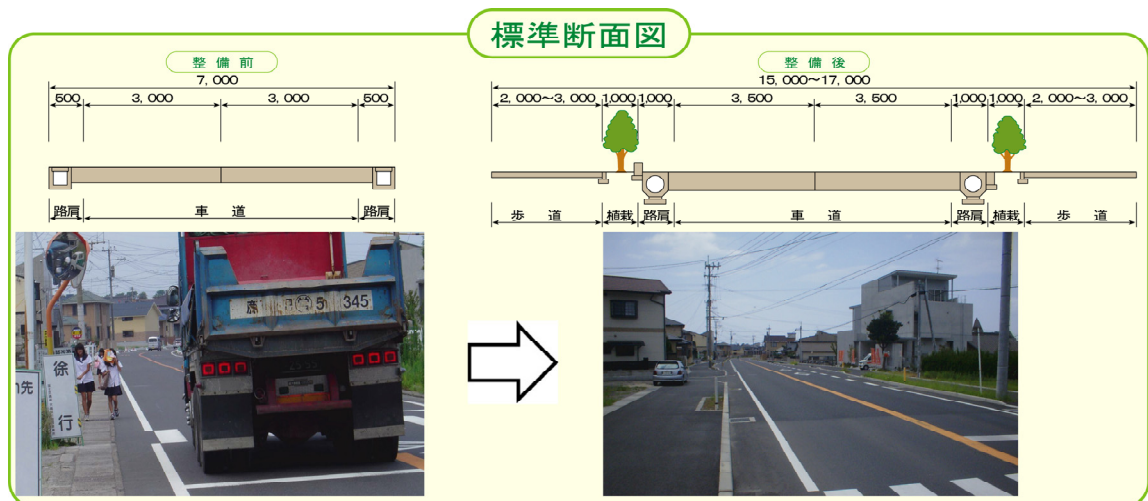 標準断面図
整備前
7,000
500 3,000 3,000 500
路肩 車道 路肩
整備後
15,000～17,000
2,000～3,000 1,000 1,000 3,500 3,500 1,000 1,000 2,000～3,000
歩道 植栽 路肩 車道 路肩 植栽 歩道
徐行
先
345